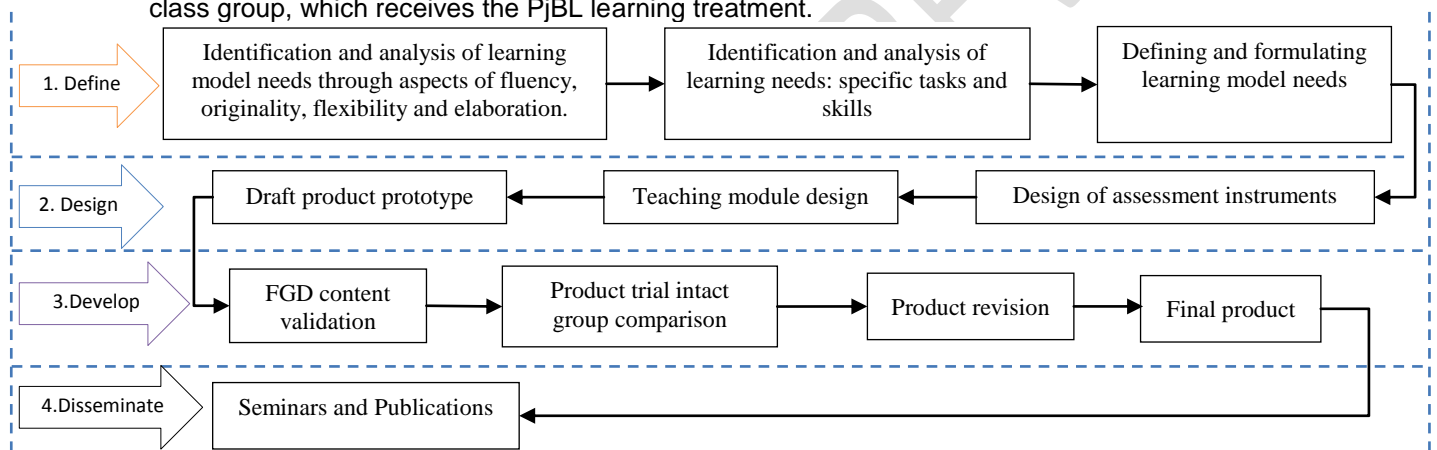 class group, which receives the PjBL learning treatment.
1. Define
Identification and analysis of learning
model needs through aspects of fluency,
originality, flexibility and elaboration.
Identification and analysis of
learning needs: specific tasks and
skills
Defining and formulating
learning model needs
2. Design
Draft product prototype
Teaching module design
Design of assessment instruments
3.Develop
FGD content
validation
Product trial intact
group comparison
Product revision
Final product
4.Disseminate
Seminars and Publications